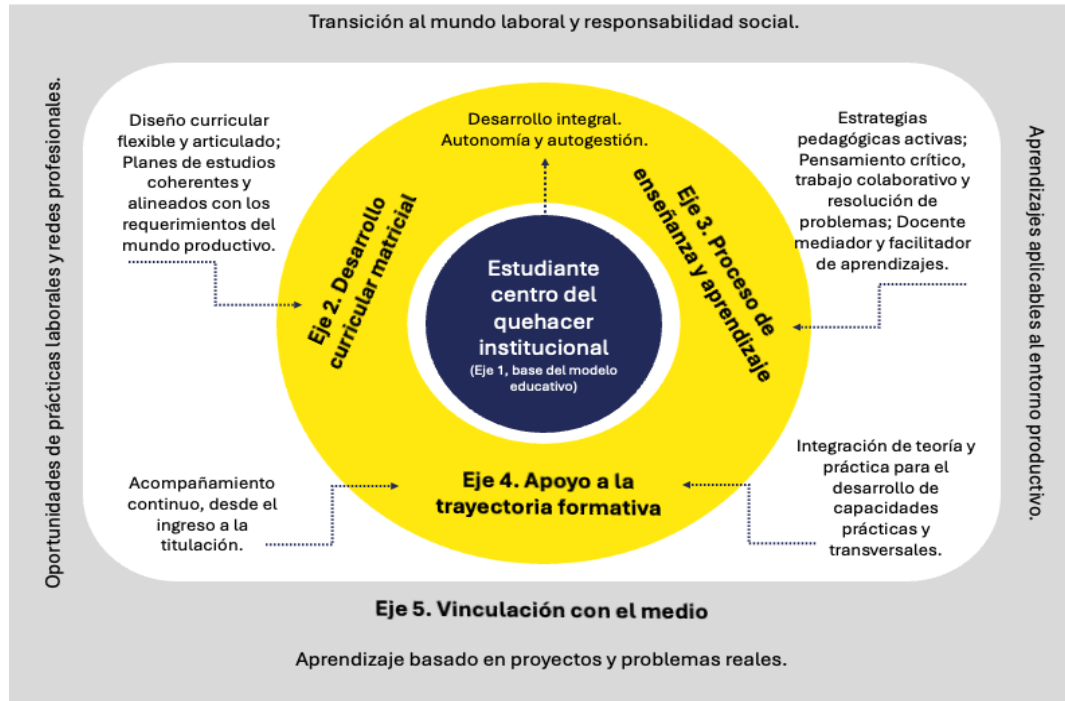 Transición al mundo laboral y responsabilidad social.
Oportunidades de prácticas laborales y redes profesionales.
Diseño curricular
flexible y articulado;
Planes de estudios
coherentes y
alineados con los
requerimientos del
mundo productivo.
Desarrollo integral.
Autonomía y autogestión.
Estrategias
pedagógicas activas;
Pensamiento crítico,
trabajo colaborativo y
resolución de
problemas; Docente
mediador y facilitador
de aprendizajes.
Aprendizajes aplicables al entorno productivo.
Eje 2. Desarrollo
curricular matricial
Eje 3. Proceso de
enseñanza y aprendizaje
Estudiante
centro del
quehacer
institucional
(Eje 1, base del modelo
educativo)
Acompañamiento
continuo, desde el
ingreso a la
titulación.
Eje 4. Apoyo a la
trayectoria formativa
Integración de teoría y
práctica para el
desarrollo de
capacidades
prácticas y
transversales.
Eje 5. Vinculación con el medio
Aprendizaje basado en proyectos y problemas reales.